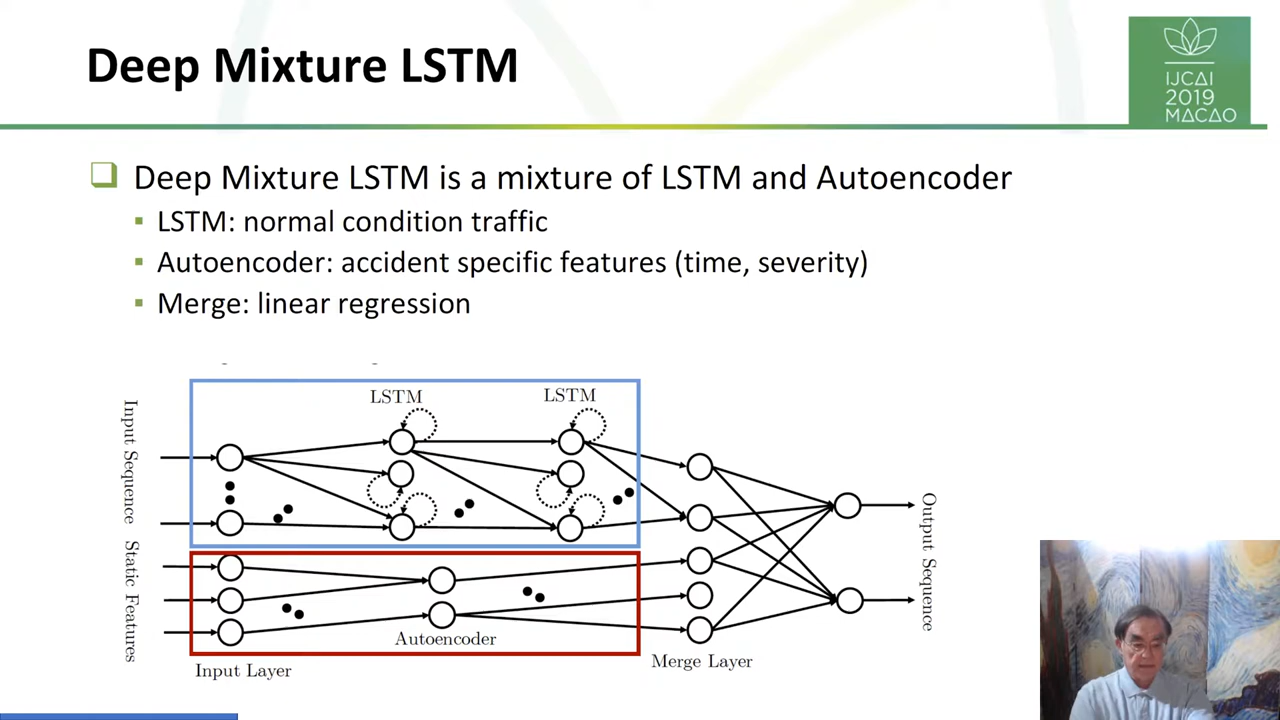 Deep Mixture LSTM
IJCAI
2019
MACAO
Deep Mixture LSTM is a mixture of LSTM and Autoencoder
LSTM: normal condition traffic
Autoencoder: accident specific features (time, severity)
Merge: linear regression
LSTM
LSTM
Input Sequence
Static Features
Output Sequence
Autoencoder
Input Layer
Merge Layer